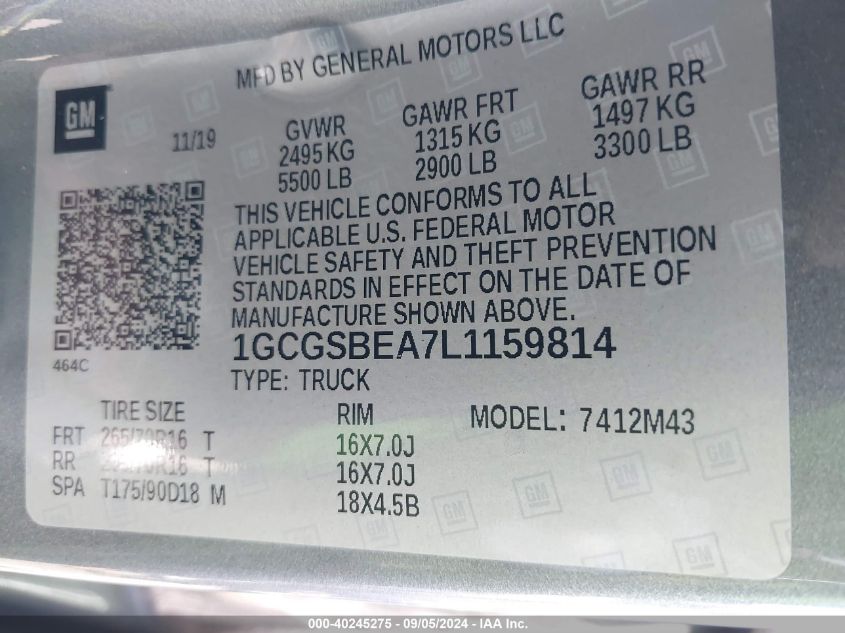 MFD BY GENERAL MOTORS LLC
GM
11/19
GVWR GAWR FRT GAWR RR
2495 KG 1315 KG 1497 KG
5500 LB 2900 LB 3300 LB
THIS VEHICLE CONFORMS TO ALL
APPLICABLE U.S. FEDERAL MOTOR
VEHICLE SAFETY AND THEFT PREVENTION
STANDARDS IN EFFECT ON THE DATE OF
MANUFACTURE SHOWN ABOVE.
464C
1GCGSBEA7L1159814
TYPE: TRUCK
TIRE SIZE RIM MODEL: 7412M43
FRT 265/70R16 T 16X7.0J
RR T 16X7.0J
SPA T175/90D18 M 18X4.5B
000-40245275 - 09/05/2024 - IAA Inc.